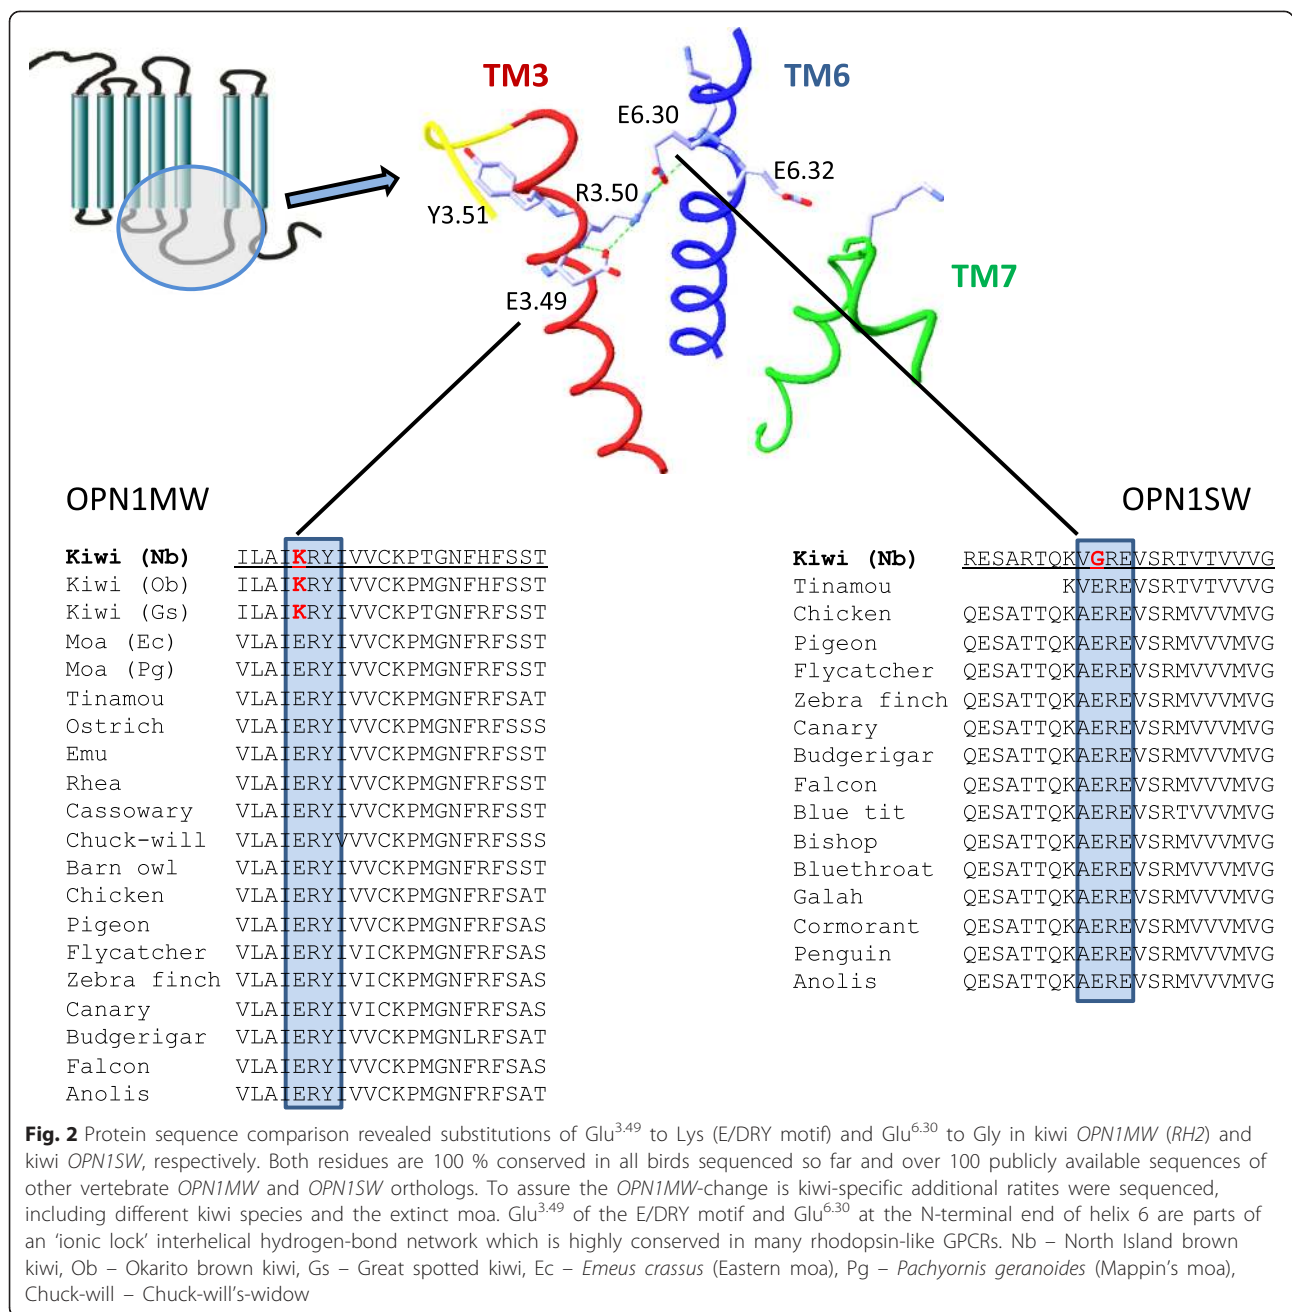 TM3
TM6
E6.30
E6.32
R3.50
Y3.51
TM7
E3.49
OPN1MW
Kiwi (Nb) ILAIKRYIVVCKPTGNFHFSST
Kiwi (Ob) ILAIKRYIVVCKPMGNFHFSST
Kiwi (Gs) ILAIKRYIVVCKPTGNFRFSST
Moa (Ec) VLAIERYIVVCKPMGNFRFSST
Moa (Pg) VLAIERYIVVCKPMGNFRFSST
Tinamou VLAIERYIVVCKPMGNFRFSAT
Ostrich VLAIERYIVVCKPMGNFRFSSS
Emu VLAIERYIVVCKPMGNFRFSST
Rhea VLAIERYIVVCKPMGNFRFSST
Cassowary VLAIERYIVVCKPMGNFRFSST
Chuck-will VLAIERYVVVCKPMGNFRFSSS
Barn owl VLAIERYIVVCKPMGNFRFSST
Chicken VLAIERYIVVCKPMGNFRFSAT
Pigeon VLAIERYIVVCKPMGNFRFSAS
Flycatcher VLAIERYIVICKPMGNFRFSAS
Zebra finch VLAIERYIVICKPMGNFRFSAS
Canary VLAIERYIVICKPMGNFRFSAS
Budgerigar VLAIERYIVVCKPMGNLRFSAT
Falcon VLAIERYIVVCKPMGNFRFSAS
Anolis VLAIERYIVVCKPMGNFRFSAT
OPN1SW
Kiwi (Nb) RESARTQKVGREVSRTVTVVVG
Tinamou KVEREVSRTVTVVVG
Chicken QESATTQKAEREVSRMVVVMVG
Pigeon QESATTQKAEREVSRMVVVMVG
Flycatcher QESATTQKAEREVSRMVVVMVG
Zebra finch QESATTQKAEREVSRMVVVMVG
Canary QESATTQKAEREVSRMVVVMVG
Budgerigar QESATTQKAEREVSRMVVVMVG
Falcon QESATTQKAEREVSRMVVVMVG
Blue tit QESATTQKAEREVSRTVVVMVG
Bishop QESATTQKAEREVSRMVVVMVG
Bluethroat QESATTQKAEREVSRMVVVMVG
Galah QESATTQKAEREVSRMVVVMVG
Cormorant QESATTQKAEREVSRMVVVMVG
Penguin QESATTQKAEREVSRMVVVMVG
Anolis QESATTQKAEREVSRMVVVMVG
Fig. 2 Protein sequence comparison revealed substitutions of Glu3.49 to Lys (E/DRY motif) and Glu6.30 to Gly in kiwi OPN1MW (RH2) and
kiwi OPN1SW, respectively. Both residues are 100 % conserved in all birds sequenced so far and over 100 publicly available sequences of
other vertebrate OPN1MW and OPN1SW orthologs. To assure the OPN1MW-change is kiwi-specific additional ratites were sequenced,
including different kiwi species and the extinct moa. Glu3.49 of the E/DRY motif and Glu6.30 at the N-terminal end of helix 6 are parts of
an ‘ionic lock’ interhelical hydrogen-bond network which is highly conserved in many rhodopsin-like GPCRs. Nb – North Island brown
kiwi, Ob – Okarito brown kiwi, Gs – Great spotted kiwi, Ec – Emeus crassus (Eastern moa), Pg – Pachyornis geranoides (Mappin’s moa),
Chuck-will – Chuck-will’s-widow